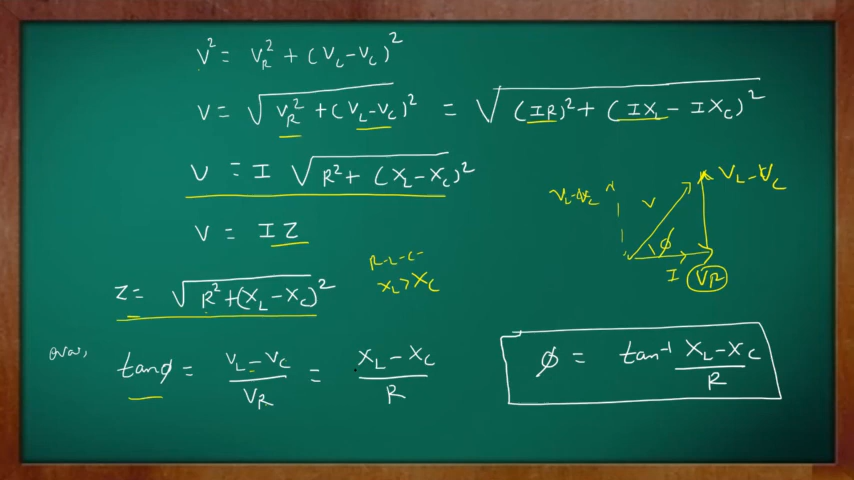 V² = V_R² + (V_L - V_C)²
V = √(V_R² + (V_L - V_C)²) = √((IR)² + (IX_L - IX_C)²)
V = I √(R² + (X_L - X_C)²)
V_L - V_C
V
V_L - V_C
φ
I
V_R
V = IZ
R-L-C-
X_L > X_C
Z = √(R² + (X_L - X_C)²)
tanφ = (V_L - V_C)/V_R = (X_L - X_C)/R
φ = tan⁻¹ (X_L - X_C)/R